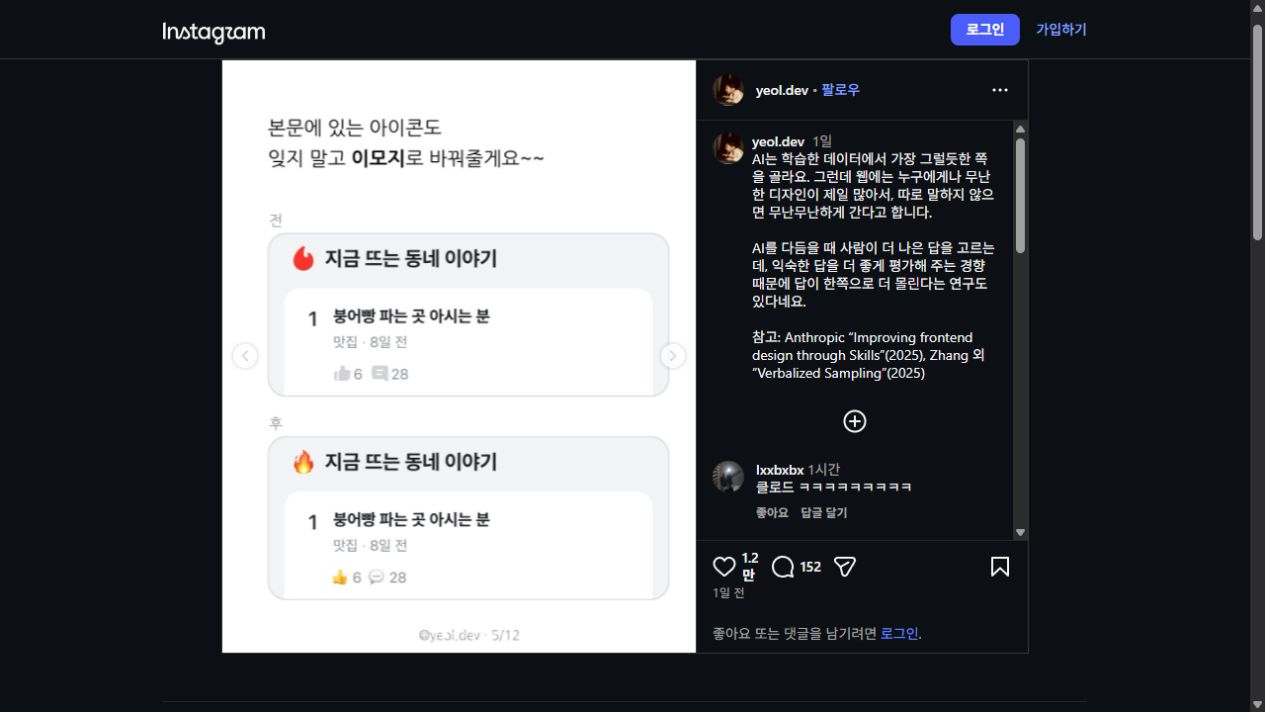 Instagram
로그인
가입하기
본문에 있는 아이콘도
잊지 말고 이모지로 바꿔줄게요~~
전
지금 뜨는 동네 이야기
1 붕어빵 파는 곳 아시는 분
맛집 · 8일 전
6 28
후
지금 뜨는 동네 이야기
1 붕어빵 파는 곳 아시는 분
맛집 · 8일 전
6 28
@yeol.dev · 5/12
yeol.dev • 팔로우
yeol.dev 1일
AI는 학습한 데이터에서 가장 그럴듯한 쪽
을 골라요. 그런데 웹에는 누구에게나 무난
한 디자인이 제일 많아서, 따로 말하지 않으
면 무난무난하게 간다고 합니다.
AI를 다듬을 때 사람이 더 나은 답을 고르는
데, 익숙한 답을 더 좋게 평가해 주는 경향
때문에 답이 한쪽으로 더 몰린다는 연구도
있다네요.
참고: Anthropic “Improving frontend
design through Skills”(2025), Zhang 외
“Verbalized Sampling”(2025)
lxxbxbx 1시간
클로드 ㅋㅋㅋㅋㅋㅋㅋㅋㅋ
좋아요 답글 달기
1.2
만
152
1일 전
좋아요 또는 댓글을 남기려면 로그인.